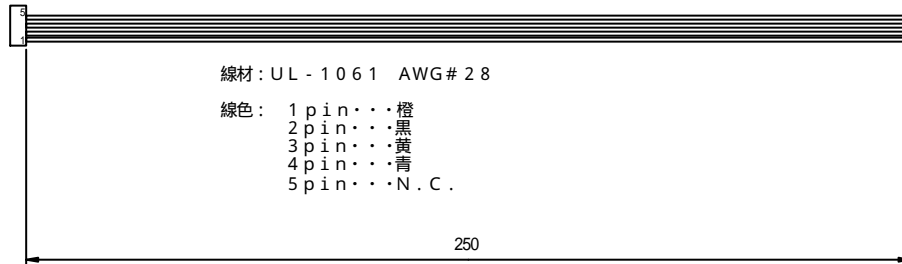 5
1
線材：UL-1061 AWG#28
線色： 1pin・・・橙
2pin・・・黒
3pin・・・黄
4pin・・・青
5pin・・・N.C.
250